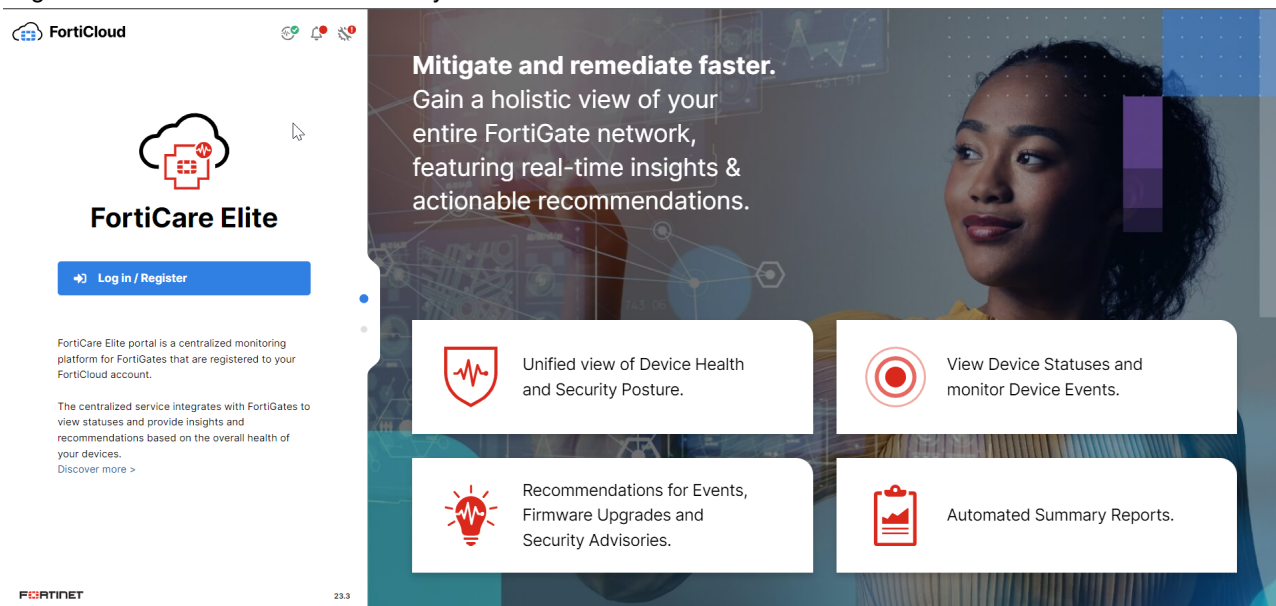 FortiCloud
FortiCare Elite
Log in / Register
FortiCare Elite portal is a centralized monitoring
platform for FortiGates that are registered to your
FortiCloud account.
The centralized service integrates with FortiGates to
view statuses and provide insights and
recommendations based on the overall health of
your devices.
Discover more >
FORTINET
23.3
Mitigate and remediate faster.
Gain a holistic view of your
entire FortiGate network,
featuring real-time insights &
actionable recommendations.
Unified view of Device Health
and Security Posture.
View Device Statuses and
monitor Device Events.
Recommendations for Events,
Firmware Upgrades and
Security Advisories.
Automated Summary Reports.